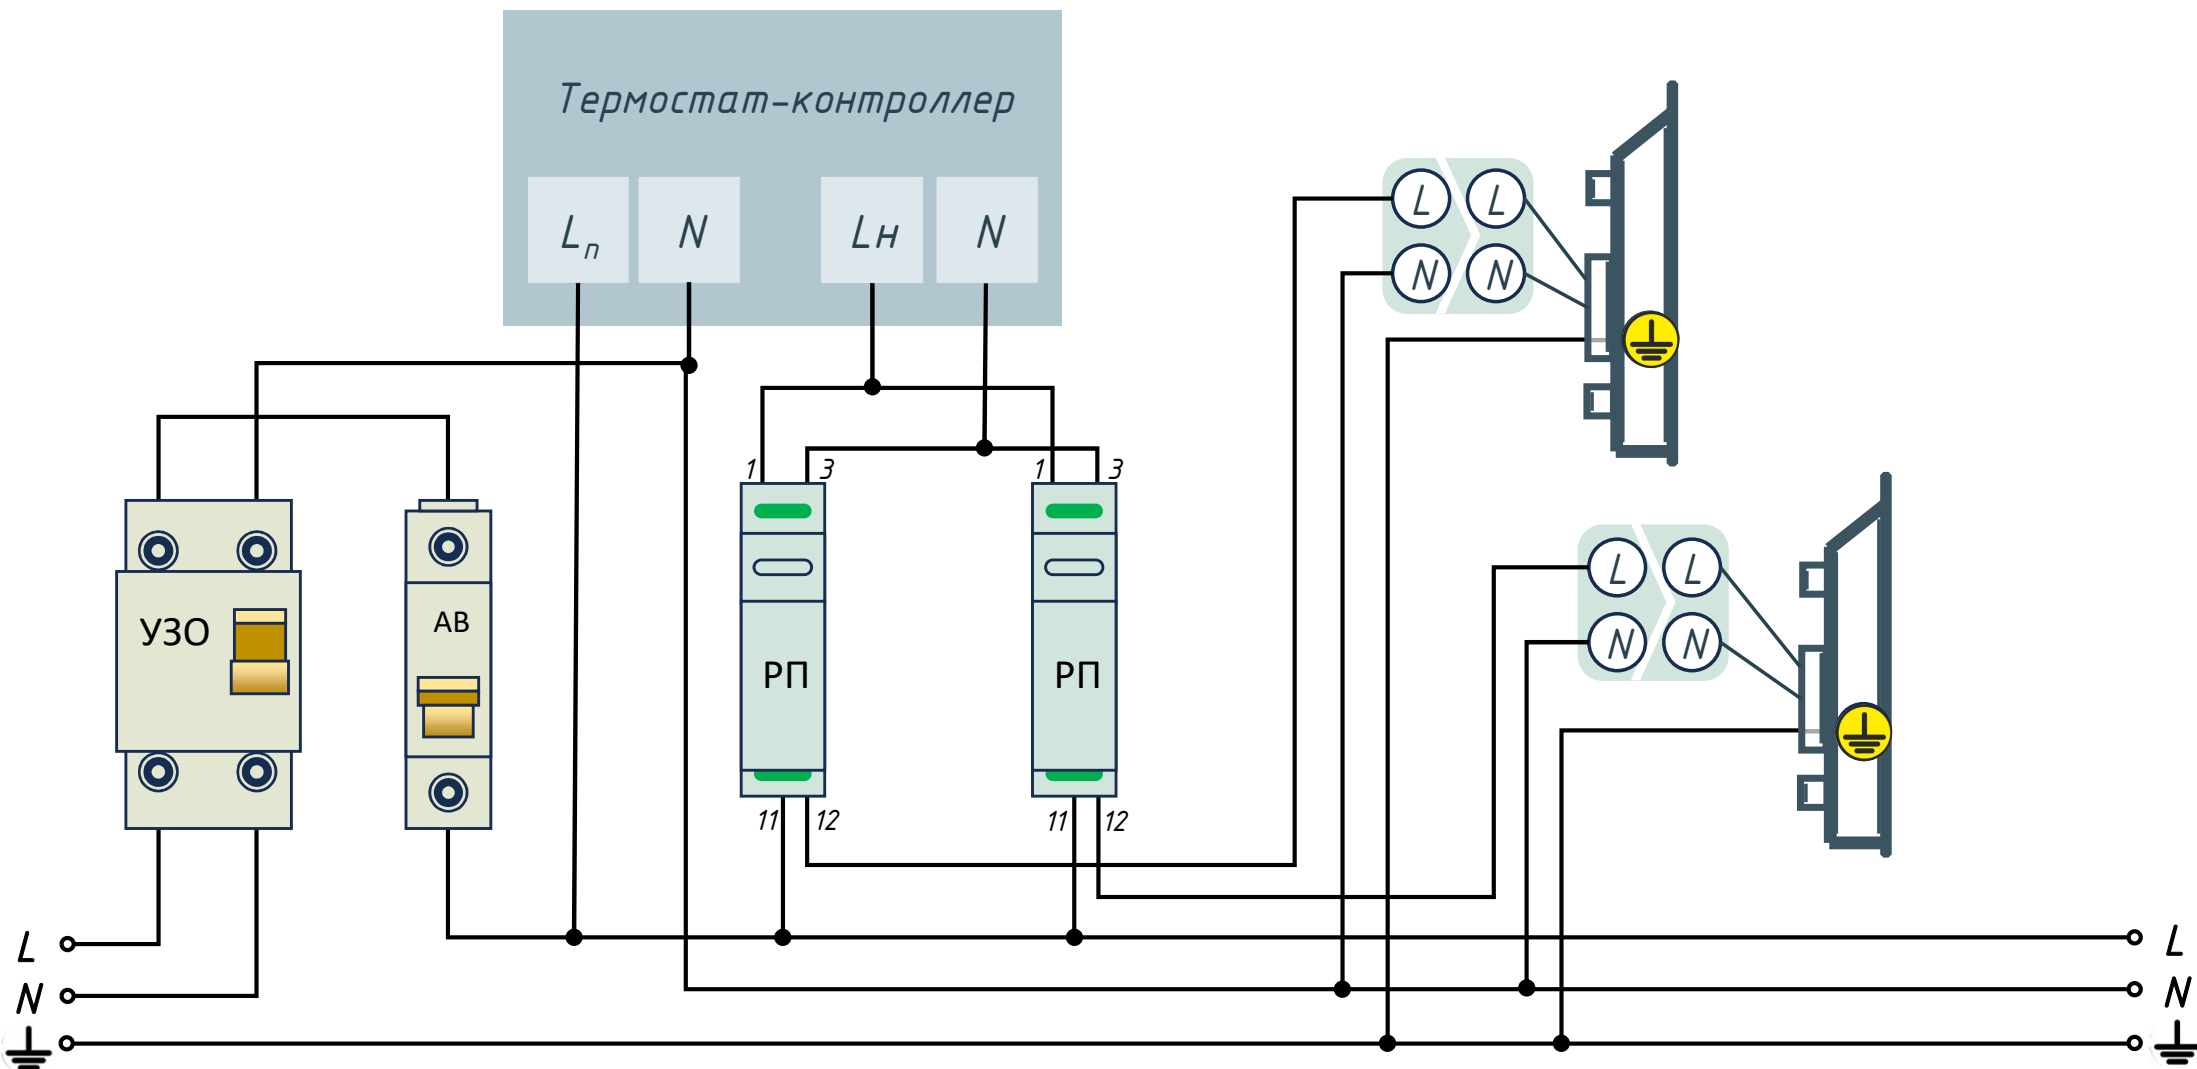 Термостат-контроллер
Lп N Lн N
L L
N N
1 3 1 3
L L
N N
УЗО
АВ
РП РП
11 12 11 12
L L
N N